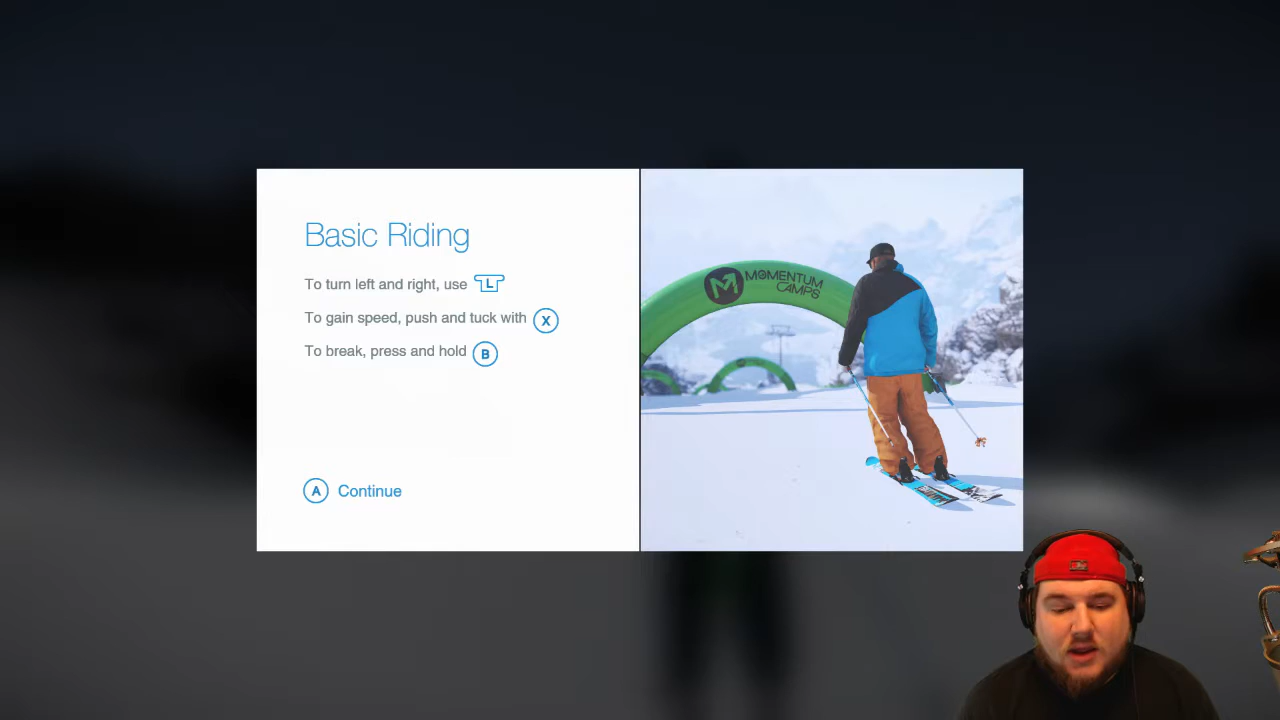 Basic Riding
To turn left and right, use L
To gain speed, push and tuck with X
To break, press and hold B
A Continue
MOMENTUM
CAMPS